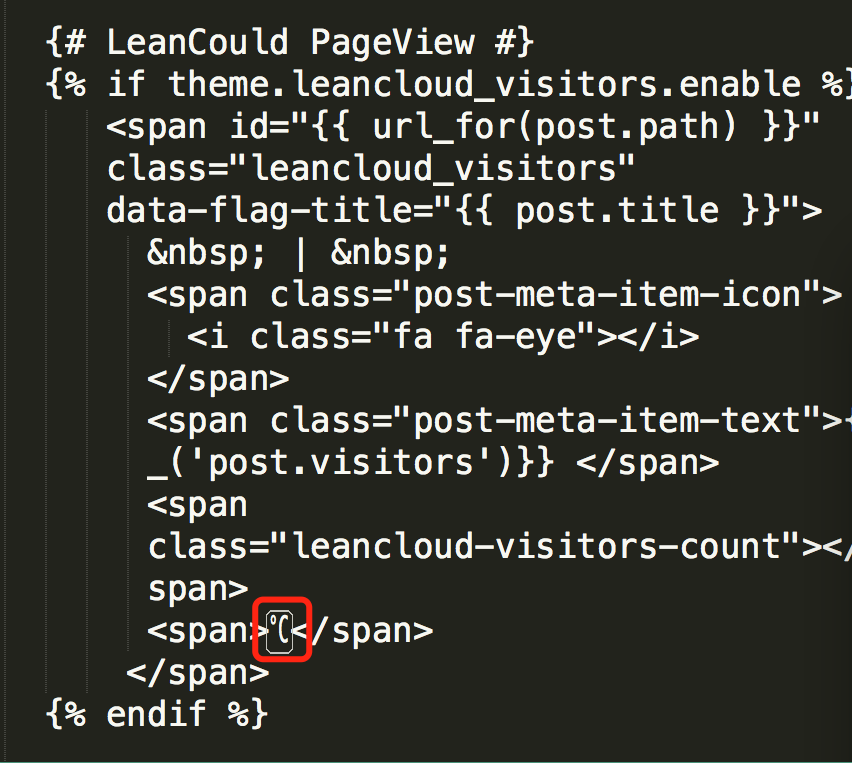 {# LeanCould PageView #}
{% if theme.leancloud_visitors.enable %}
<span id="{{ url_for(post.path) }}"
class="leancloud_visitors"
data-flag-title="{{ post.title }}">
&nbsp; | &nbsp;
<span class="post-meta-item-icon">
<i class="fa fa-eye"></i>
</span>
<span class="post-meta-item-text">{
_('post.visitors')}} </span>
<span
class="leancloud-visitors-count"></
span>
<span>℃</span>
</span>
{% endif %}